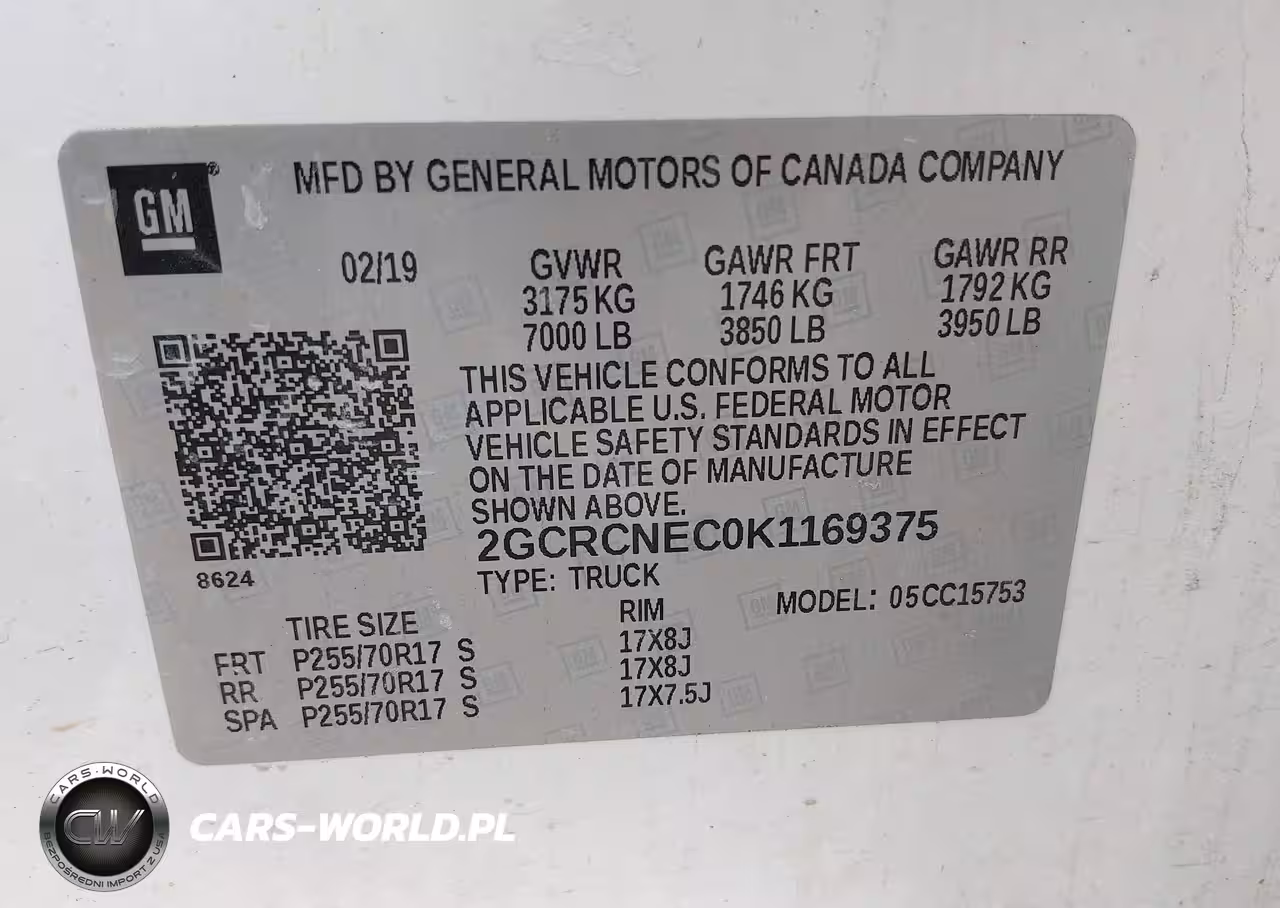 GM
MFD BY GENERAL MOTORS OF CANADA COMPANY
02/19
GVWR GAWR FRT GAWR RR
3175 KG 1746 KG 1792 KG
7000 LB 3850 LB 3950 LB
THIS VEHICLE CONFORMS TO ALL
APPLICABLE U.S. FEDERAL MOTOR
VEHICLE SAFETY STANDARDS IN EFFECT
ON THE DATE OF MANUFACTURE
SHOWN ABOVE.
2GCRCNEC0K1169375
8624
TYPE: TRUCK
MODEL: 05CC15753
TIRE SIZE RIM
FRT P255/70R17 S 17X8J
RR P255/70R17 S 17X8J
SPA P255/70R17 S 17X7.5J
CARS-WORLD
CW
BEZPOŚREDNI IMPORT Z USA
CARS-WORLD.PL